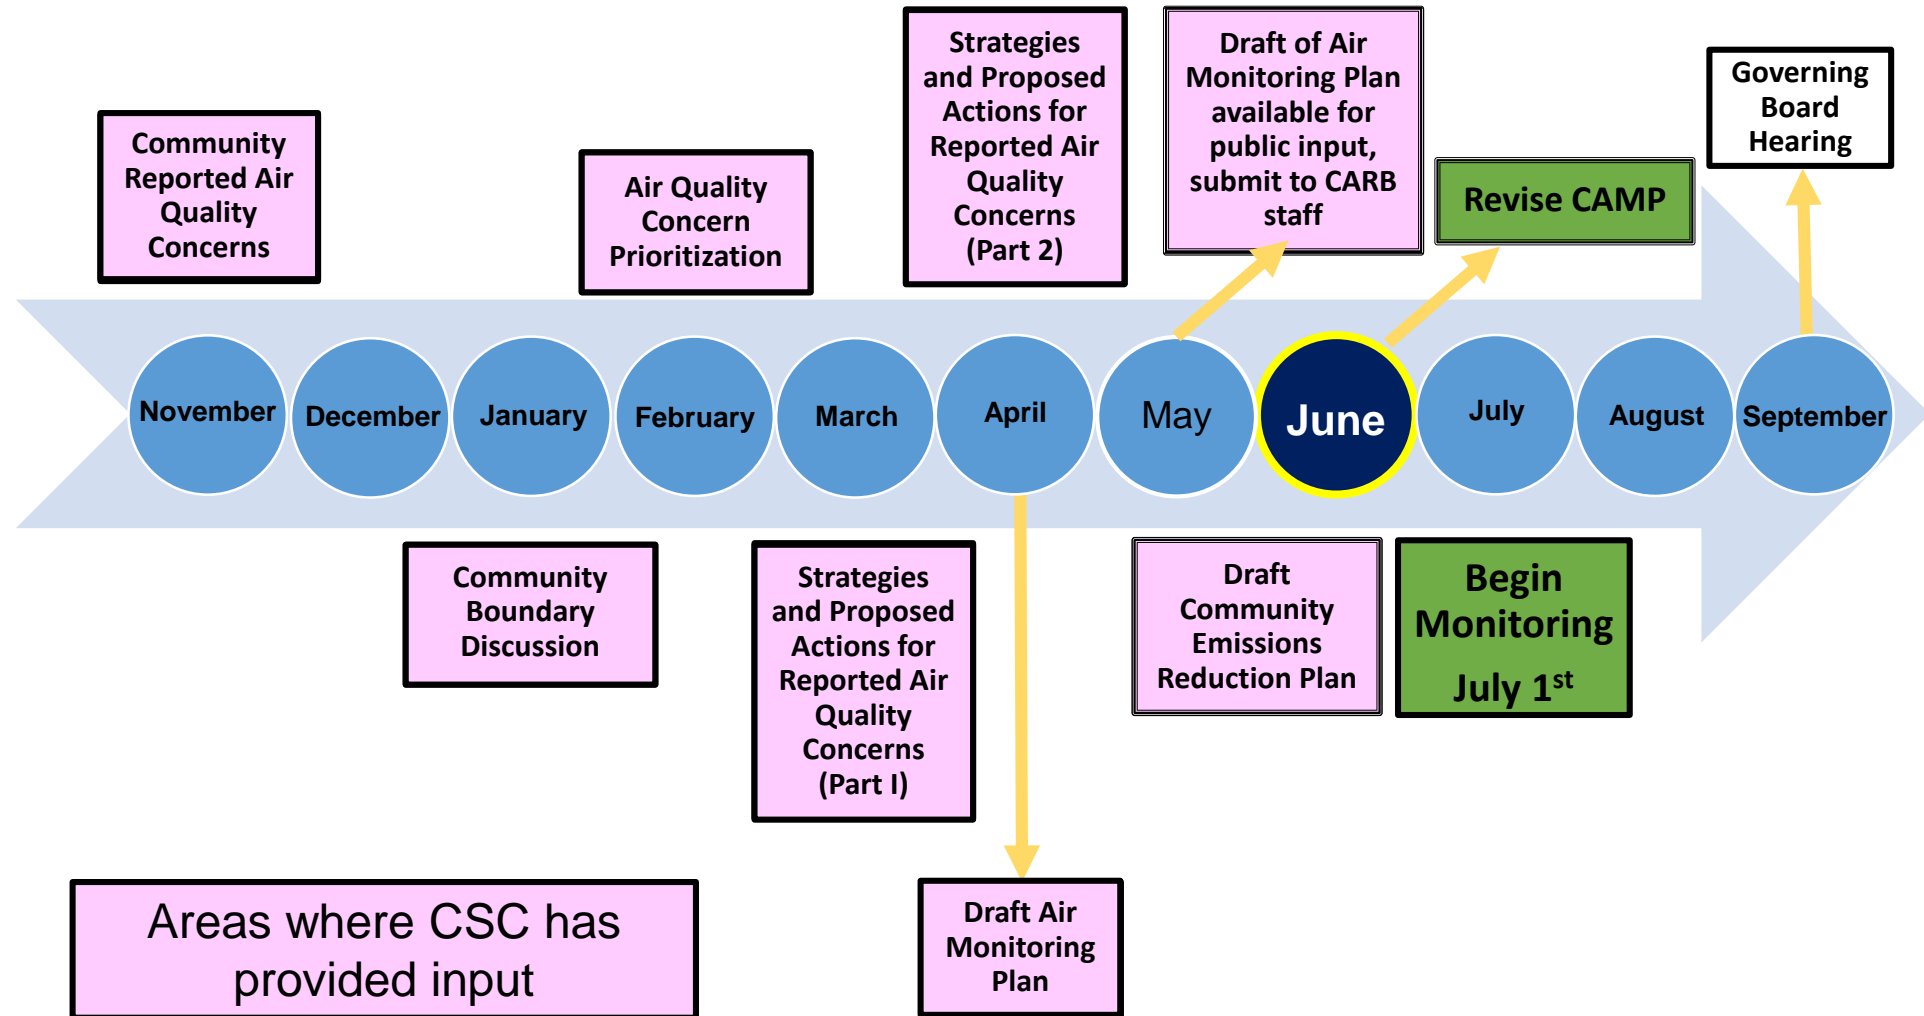 Community
Reported Air
Quality
Concerns
Air Quality
Concern
Prioritization
Strategies
and Proposed
Actions for
Reported Air
Quality
Concerns
(Part 2)
Draft of Air
Monitoring Plan
available for
public input,
submit to CARB
staff
Revise CAMP
Governing
Board
Hearing
November
December
January
February
March
April
May
June
July
August
September
Community
Boundary
Discussion
Strategies
and Proposed
Actions for
Reported Air
Quality
Concerns
(Part I)
Draft
Community
Emissions
Reduction Plan
Begin
Monitoring
July 1st
Draft Air
Monitoring
Plan
Areas where CSC has
provided input